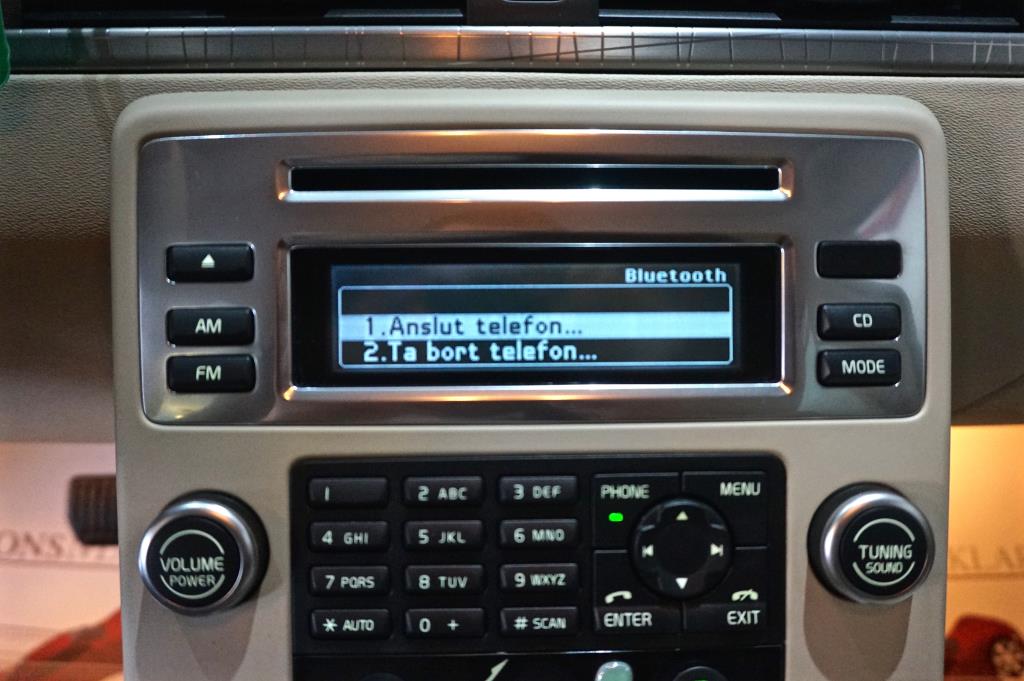 Bluetooth
1.Anslut telefon...
2.Ta bort telefon...
AM
FM
CD
MODE
1
2 ABC
3 DEF
PHONE
MENU
4 GHI
5 JKL
6 MNO
7 PQRS
8 TUV
9 WXYZ
* AUTO
0 +
# SCAN
ENTER
EXIT
VOLUME
POWER
TUNING
SOUND